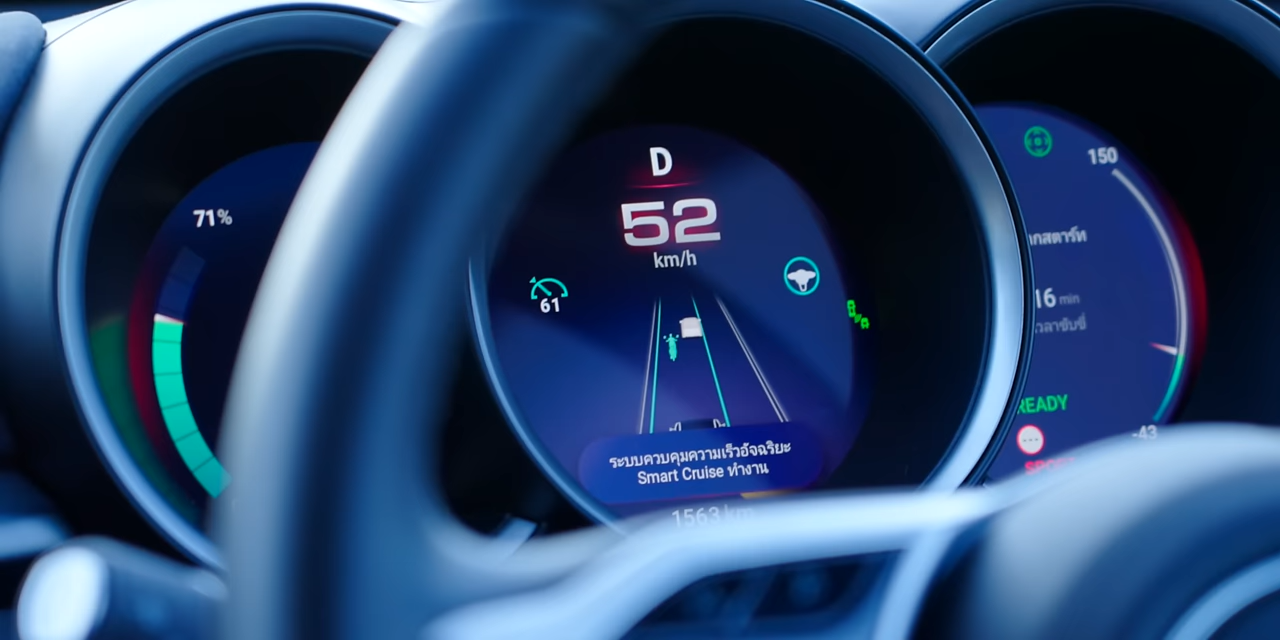 71%
D
52
km/h
61
ระบบควบคุมความเร็วอัจฉริยะ
Smart Cruise ทำงาน
1563 km
150
16 min
READY
-43